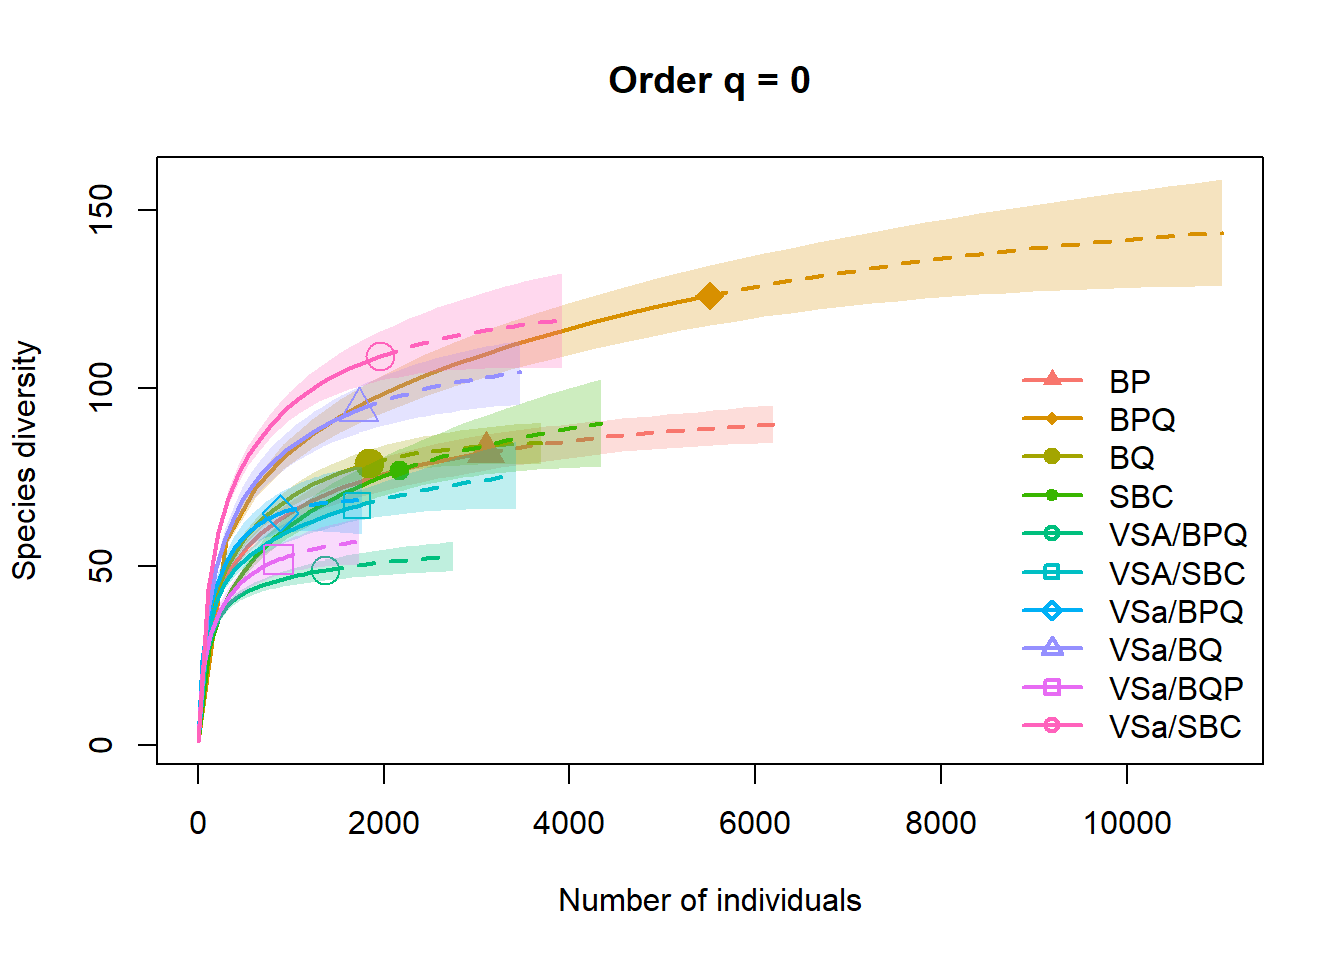 Order q = 0
Species diversity
150
100
50
0
0 2000 4000 6000 8000 10000
Number of individuals
BP
BPQ
BQ
SBC
VSA/BPQ
VSA/SBC
VSa/BPQ
VSa/BQ
VSa/BQP
VSa/SBC